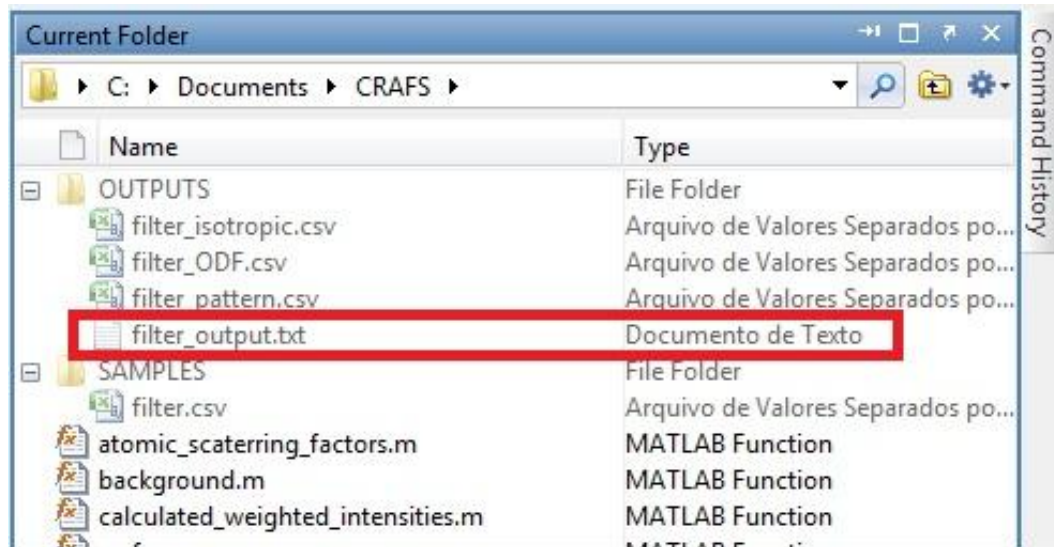 Current Folder
C: Documents CRAFS
Name Type
OUTPUTS File Folder
filter_isotropic.csv Arquivo de Valores Separados po...
filter_ODF.csv Arquivo de Valores Separados po...
filter_pattern.csv Arquivo de Valores Separados po...
filter_output.txt Documento de Texto
SAMPLES File Folder
filter.csv Arquivo de Valores Separados po...
atomic_scaterring_factors.m MATLAB Function
background.m MATLAB Function
calculated_weighted_intensities.m MATLAB Function
Command History